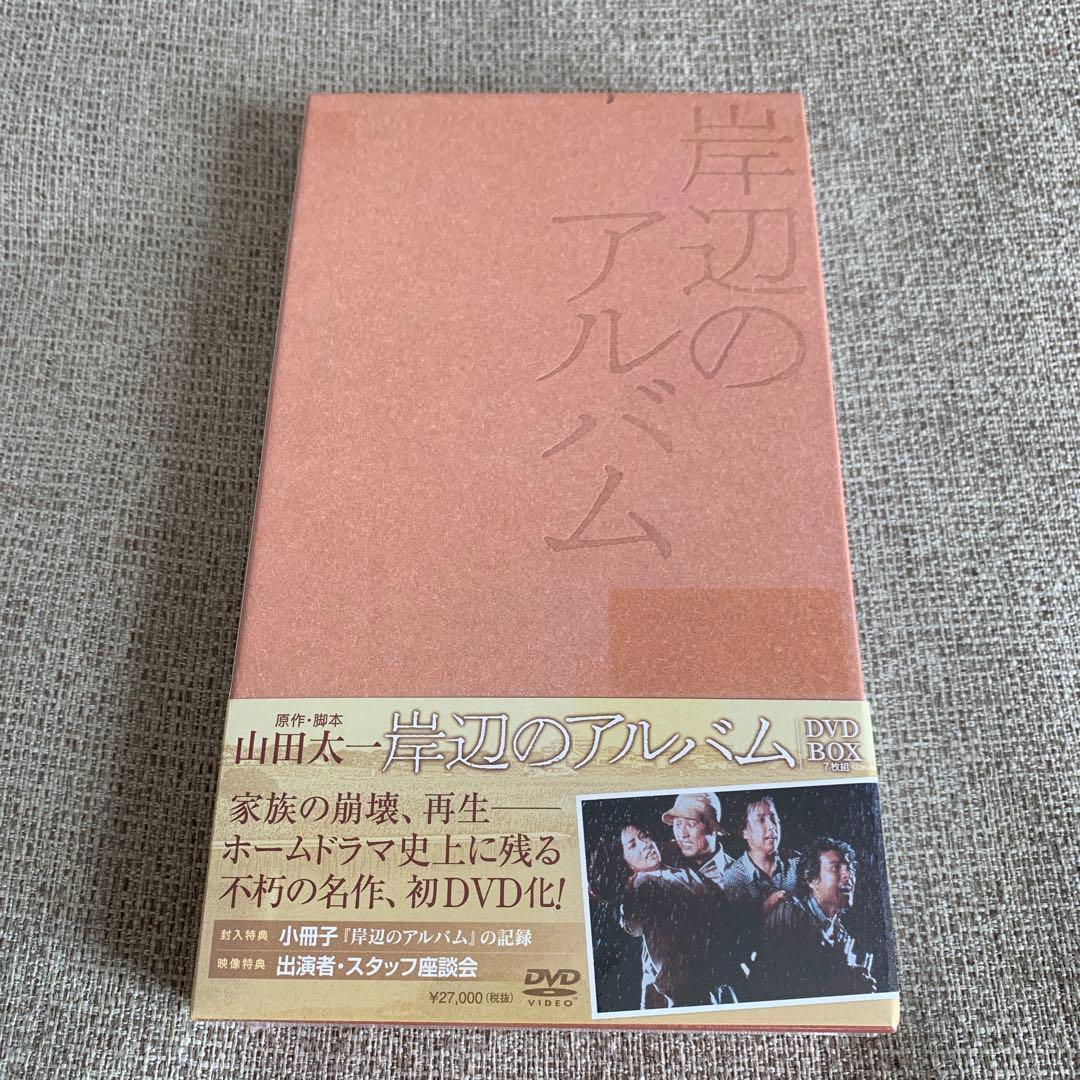 岸辺の
アルバム
原作・脚本
山田太一
岸辺のアルバム
DVD
BOX
7枚組
家族の崩壊、再生――
ホームドラマ史上に残る
不朽の名作、初DVD化!
封入特典 小冊子『岸辺のアルバム』の記録
映像特典 出演者・スタッフ座談会
¥27,000(税抜)
DVD
VIDEO